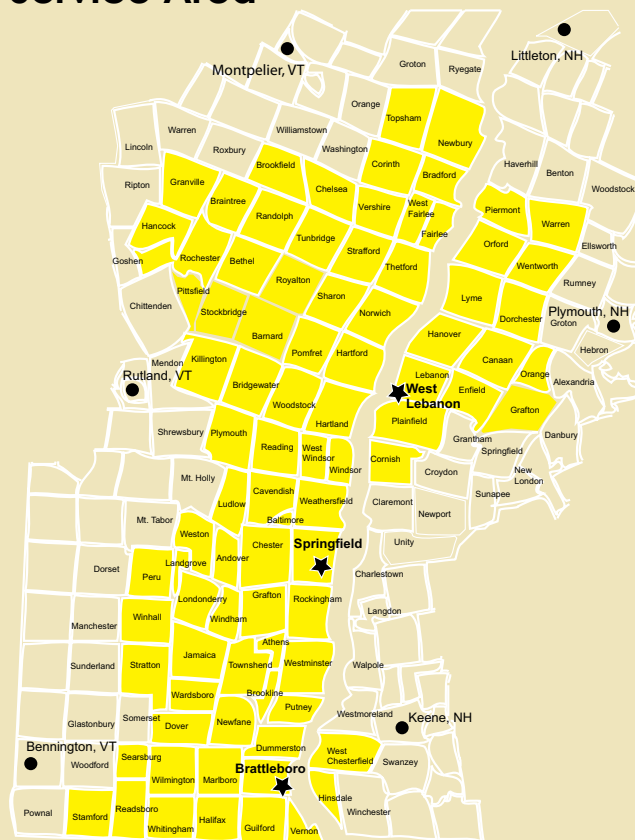 Service Area
Littleton, NH
Montpelier, VT
Groton
Ryegate
Orange
Topsham
Warren
Williamstown
Newbury
Lincoln
Roxbury
Washington
Brookfield
Corinth
Haverhill
Bradford
Benton
Ripton
Granville
Chelsea
Woodstock
Braintree
Vershire
West
Fairlee
Piermont
Randolph
Hancock
Warren
Fairlee
Tunbridge
Orford
Ellsworth
Strafford
Goshen
Rochester
Bethel
Thetford
Wentworth
Royalton
Rumney
Pittsfield
Sharon
Lyme
Chittenden
Stockbridge
Norwich
Dorchester
Plymouth, NH
Groton
Barnard
Hanover
Pomfret
Hartford
Hebron
Mendon
Killington
Canaan
Rutland, VT
Lebanon
Orange
Alexandria
Bridgewater
West
Lebanon
Enfield
Woodstock
Grafton
Hartland
Plainfield
Shrewsbury
Plymouth
Danbury
Grantham
Reading
West
Windsor
Springfield
Cornish
Windsor
Croydon
New
London
Mt. Holly
Cavendish
Sunapee
Ludlow
Weathersfield
Claremont
Newport
Mt. Tabor
Baltimore
Weston
Chester
Springfield
Unity
Andover
Landgrove
Dorset
Peru
Charlestown
Londonderry
Grafton
Rockingham
Langdon
Winhall
Windham
Manchester
Athens
Jamaica
Sunderland
Stratton
Townshend
Westminster
Walpole
Wardsboro
Brookline
Putney
Somerset
Westmoreland
Keene, NH
Glastonbury
Dover
Newfane
Bennington, VT
Dummerston
West
Chesterfield
Searsburg
Woodford
Brattleboro
Swanzey
Wilmington
Marlboro
Hinsdale
Pownal
Stamford
Readsboro
Winchester
Whitingham
Halifax
Guilford
Vernon